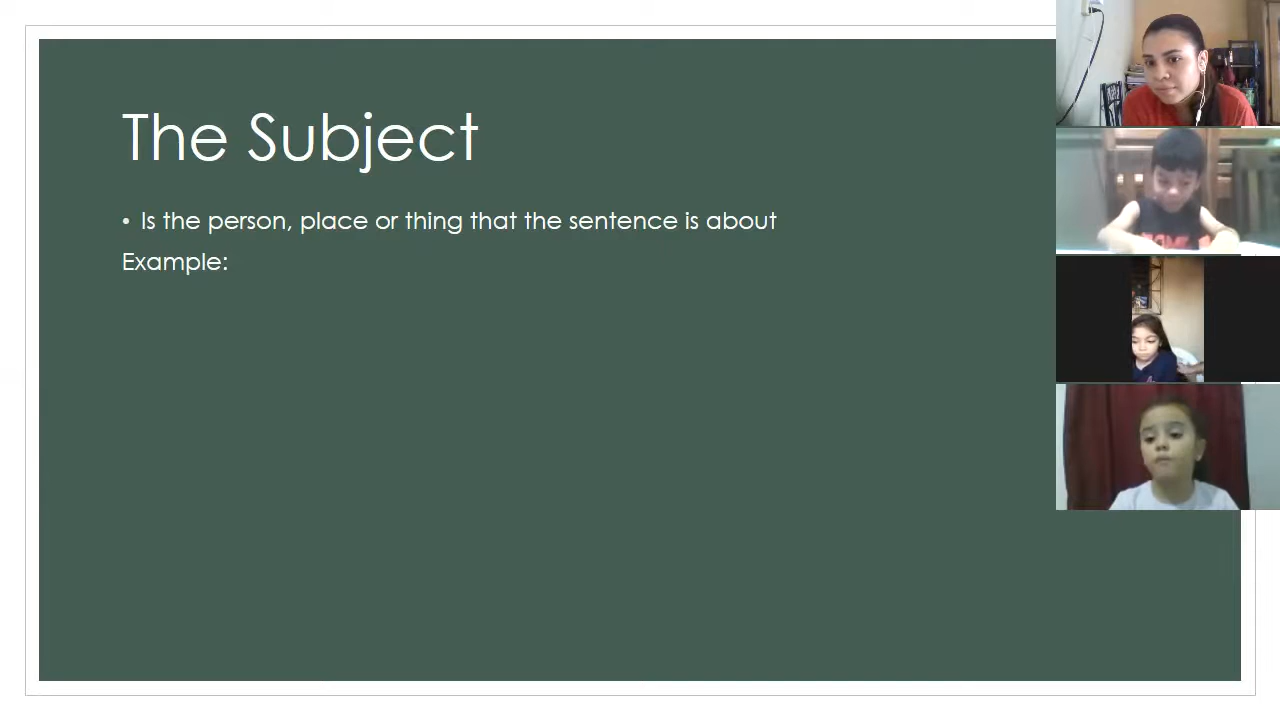 The Subject
• Is the person, place or thing that the sentence is about
Example: